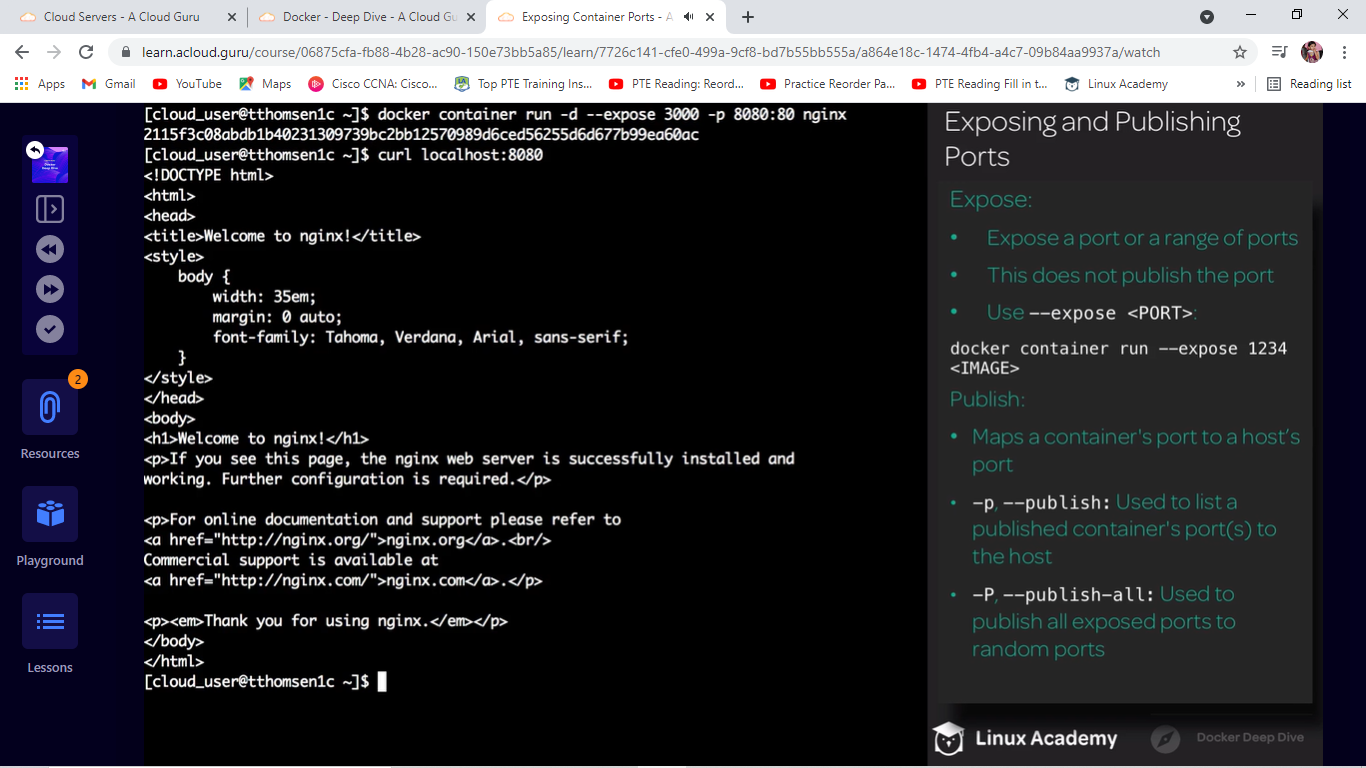 Cloud Servers - A Cloud Guru
Docker - Deep Dive - A Cloud Gu
Exposing Container Ports - A
learn.acloud.guru/course/06875cfa-fb88-4b28-ac90-150e73bb5a85/learn/7726c141-cfe0-499a-9cf8-bd7b55bb555a/a864e18c-1474-4fb4-a4c7-09b84aa9937a/watch
Apps
Gmail
YouTube
Maps
Cisco CCNA: Cisco...
Top PTE Training Ins...
PTE Reading: Reord...
Practice Reorder Pa...
PTE Reading Fill in t...
Linux Academy
»
Reading list
2
Resources
Playground
Lessons
[cloud_user@tthomsen1c ~]$ docker container run -d --expose 3000 -p 8080:80 nginx
2115f3c08abdb1b40231309739bc2bb12570989d6ced56255d6d677b99ea60ac
[cloud_user@tthomsen1c ~]$ curl localhost:8080
<!DOCTYPE html>
<html>
<head>
<title>Welcome to nginx!</title>
<style>
    body {
        width: 35em;
        margin: 0 auto;
        font-family: Tahoma, Verdana, Arial, sans-serif;
    }
</style>
</head>
<body>
<h1>Welcome to nginx!</h1>
<p>If you see this page, the nginx web server is successfully installed and
working. Further configuration is required.</p>
<p>For online documentation and support please refer to
<a href="http://nginx.org/">nginx.org</a>.<br/>
Commercial support is available at
<a href="http://nginx.com/">nginx.com</a>.</p>
<p><em>Thank you for using nginx.</em></p>
</body>
</html>
[cloud_user@tthomsen1c ~]$
Exposing and Publishing
Ports
Expose:
• Expose a port or a range of ports
• This does not publish the port
• Use --expose <PORT>:
docker container run --expose 1234
<IMAGE>
Publish:
• Maps a container's port to a host’s
port
• -p, --publish: Used to list a
published container's port(s) to
the host
• -P, --publish-all: Used to
publish all exposed ports to
random ports
Linux Academy
Docker Deep Dive